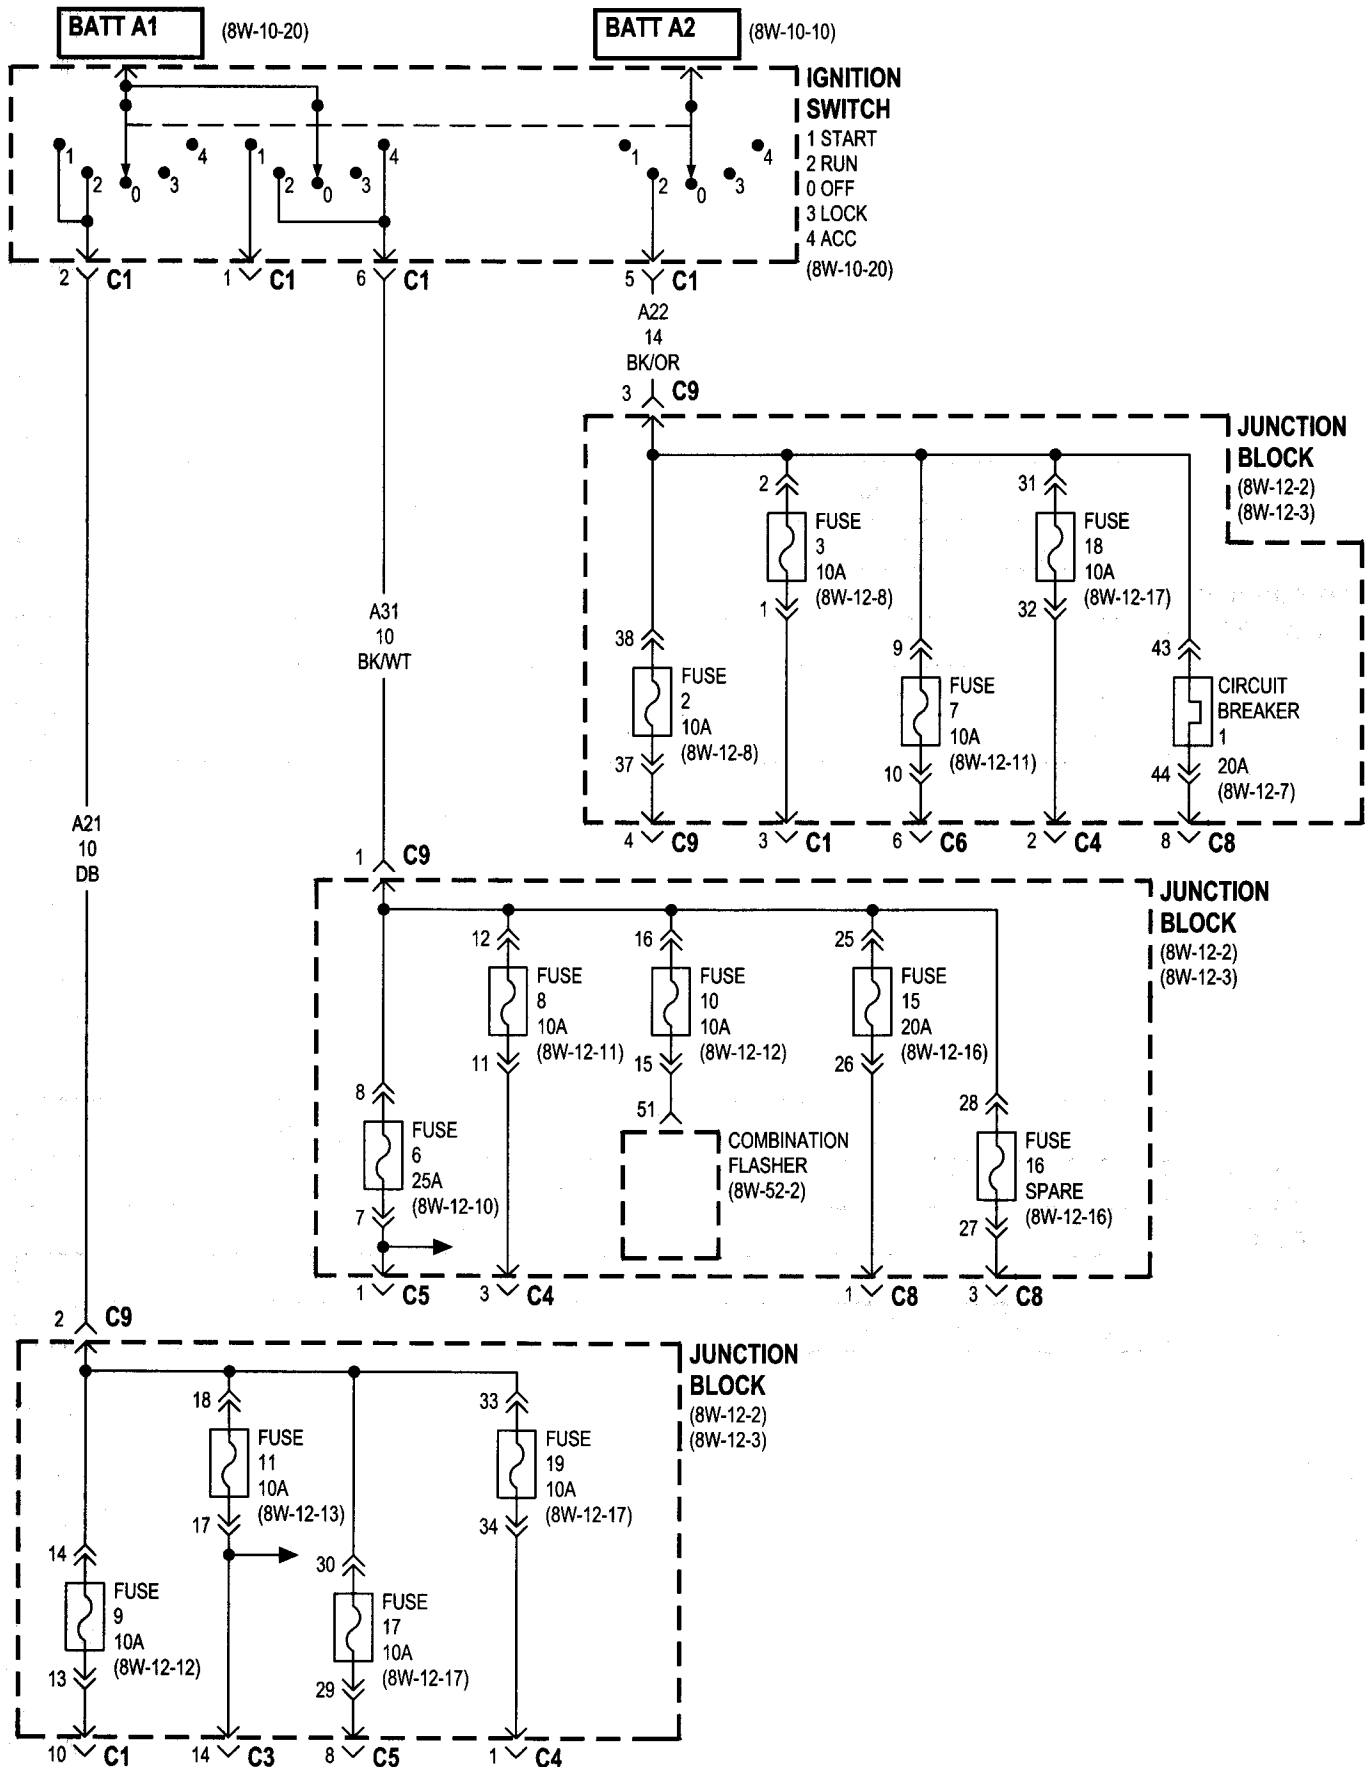 BATT A1 (8W-10-20)
BATT A2 (8W-10-10)
IGNITION
SWITCH
1 START
2 RUN
0 OFF
3 LOCK
4 ACC
(8W-10-20)
1 2 0 3 4
1 2 0 3 4
1 2 0 3 4
2 C1
1 C1
6 C1
5 C1
A22
14
BK/OR
3 C9
JUNCTION
BLOCK
(8W-12-2)
(8W-12-3)
38
FUSE
2
10A
(8W-12-8)
37
4 C9
2
FUSE
3
10A
(8W-12-8)
1
3 C1
9
FUSE
7
10A
(8W-12-11)
10
6 C6
31
FUSE
18
10A
(8W-12-17)
32
2 C4
43
CIRCUIT
BREAKER
1
20A
(8W-12-7)
44
8 C8
A31
10
BK/WT
1 C9
JUNCTION
BLOCK
(8W-12-2)
(8W-12-3)
8
FUSE
6
25A
(8W-12-10)
7
1 C5
12
FUSE
8
10A
(8W-12-11)
11
3 C4
16
FUSE
10
10A
(8W-12-12)
15
51
COMBINATION
FLASHER
(8W-52-2)
25
FUSE
15
20A
(8W-12-16)
26
1 C8
28
FUSE
16
SPARE
(8W-12-16)
27
3 C8
A21
10
DB
2 C9
JUNCTION
BLOCK
(8W-12-2)
(8W-12-3)
14
FUSE
9
10A
(8W-12-12)
13
10 C1
18
FUSE
11
10A
(8W-12-13)
17
14 C3
30
FUSE
17
10A
(8W-12-17)
29
8 C5
33
FUSE
19
10A
(8W-12-17)
34
1 C4